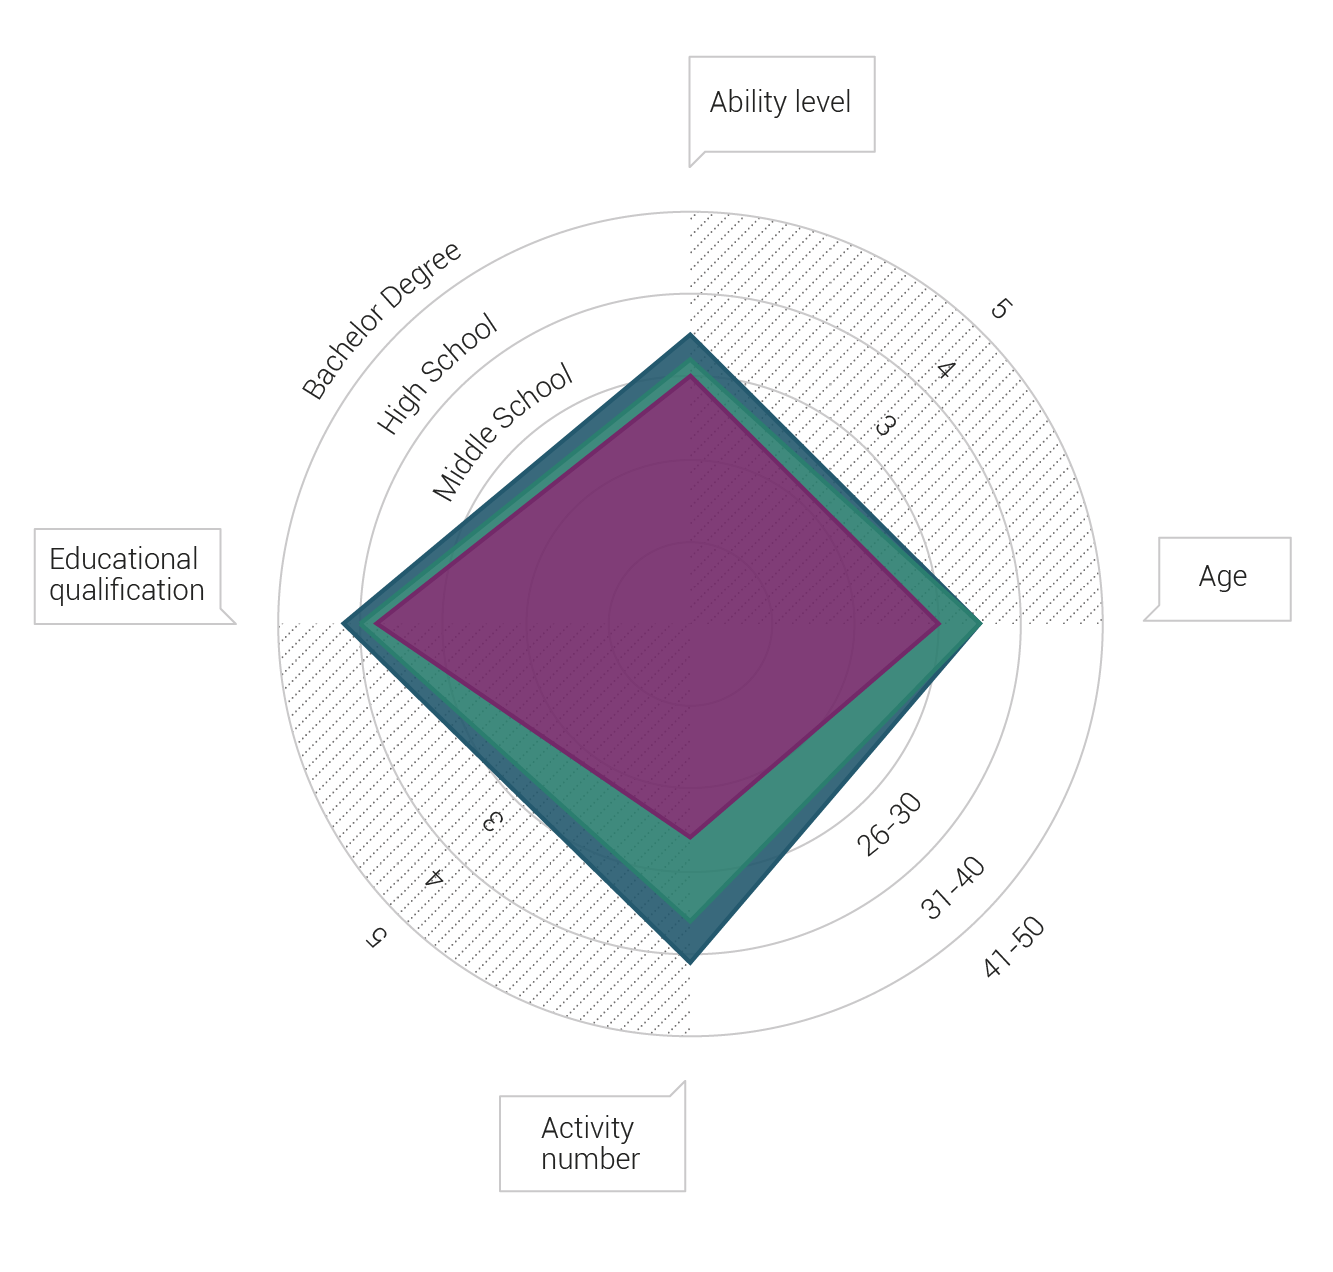 Ability level
Bachelor Degree
High School
Middle School
5
4
3
Educational
qualification
Age
3
4
5
26-30
31-40
41-50
Activity
number